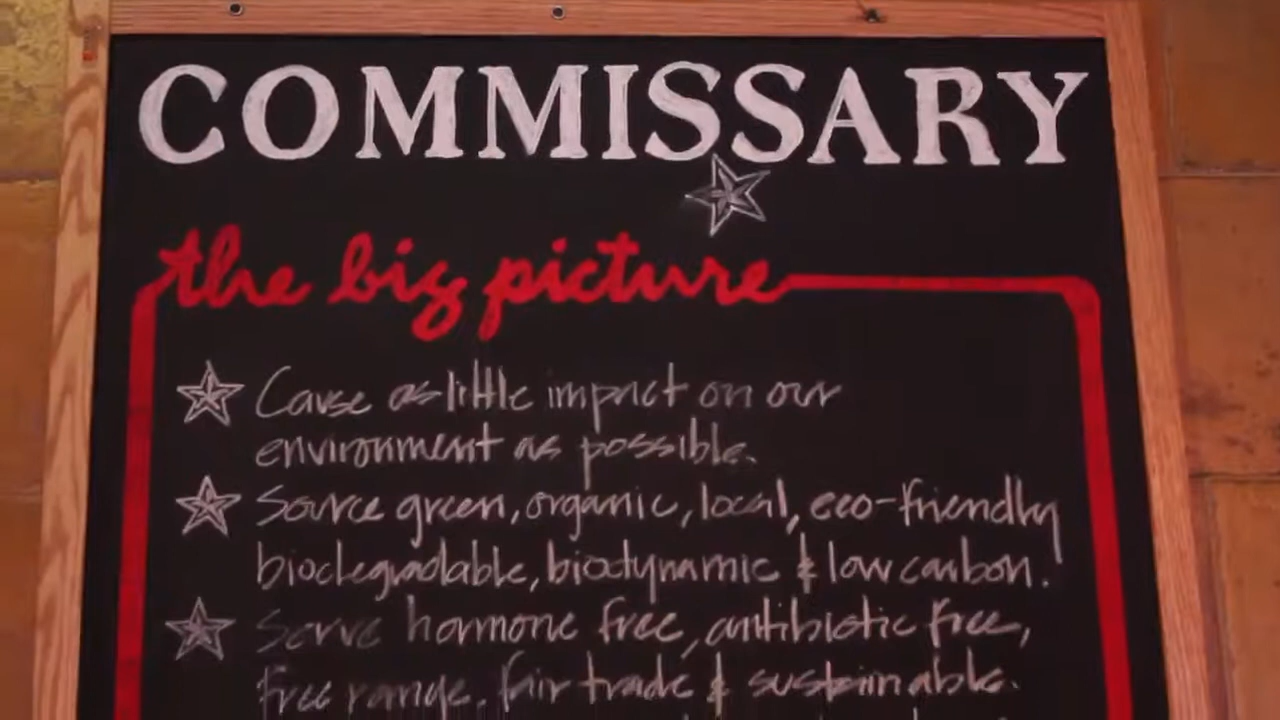 COMMISSARY
the big picture
Cause as little impact on our
environment as possible.
Source green, organic, local, eco-friendly
biodegradable, biodynamic & low carbon.
Serve hormone free, antibiotic free,
free range, fair trade & sustainable.